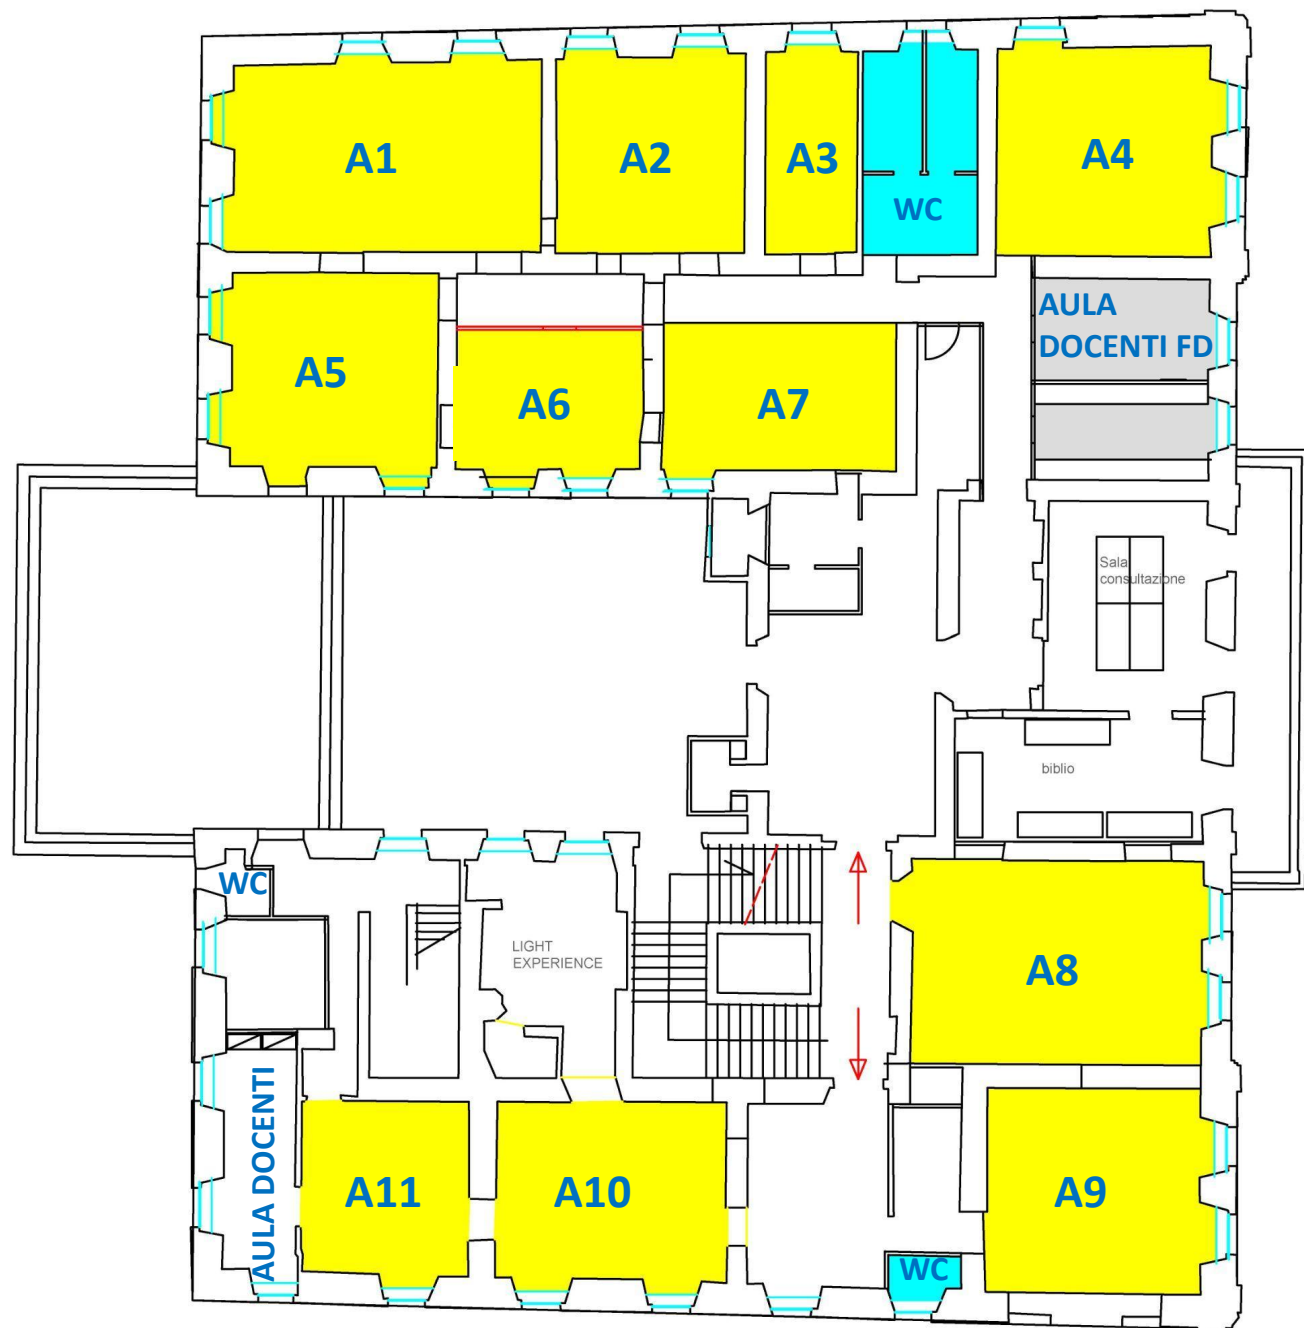 A1
A2
A3
A4
WC
AULA
DOCENTI FD
A5
A6
A7
Sala
consultazione
biblio
WC
LIGHT
EXPERIENCE
A8
AULA DOCENTI
A11
A10
A9
WC